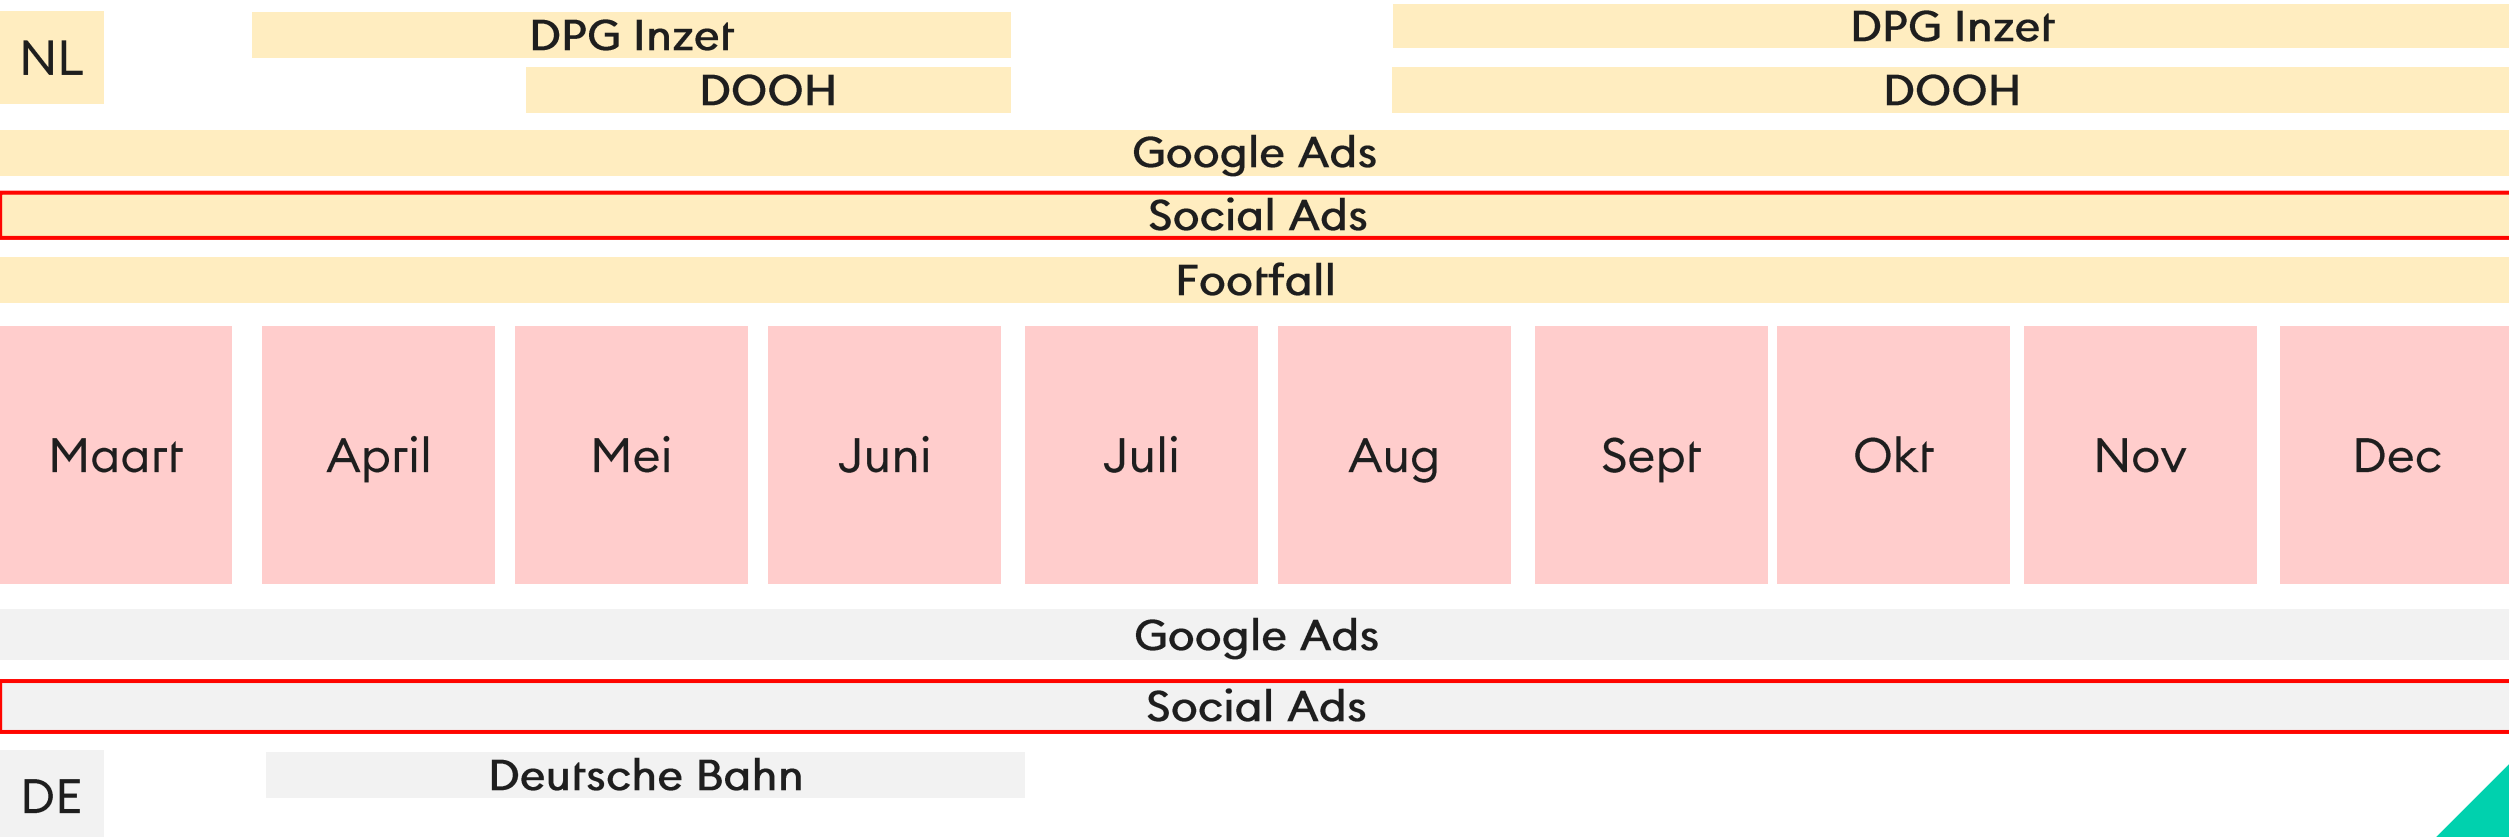 NL
DPG Inzet
DPG Inzet
DOOH
DOOH
Google Ads
Social Ads
Footfall
Maart
April
Mei
Juni
Juli
Aug
Sept
Okt
Nov
Dec
Google Ads
Social Ads
Deutsche Bahn
DE